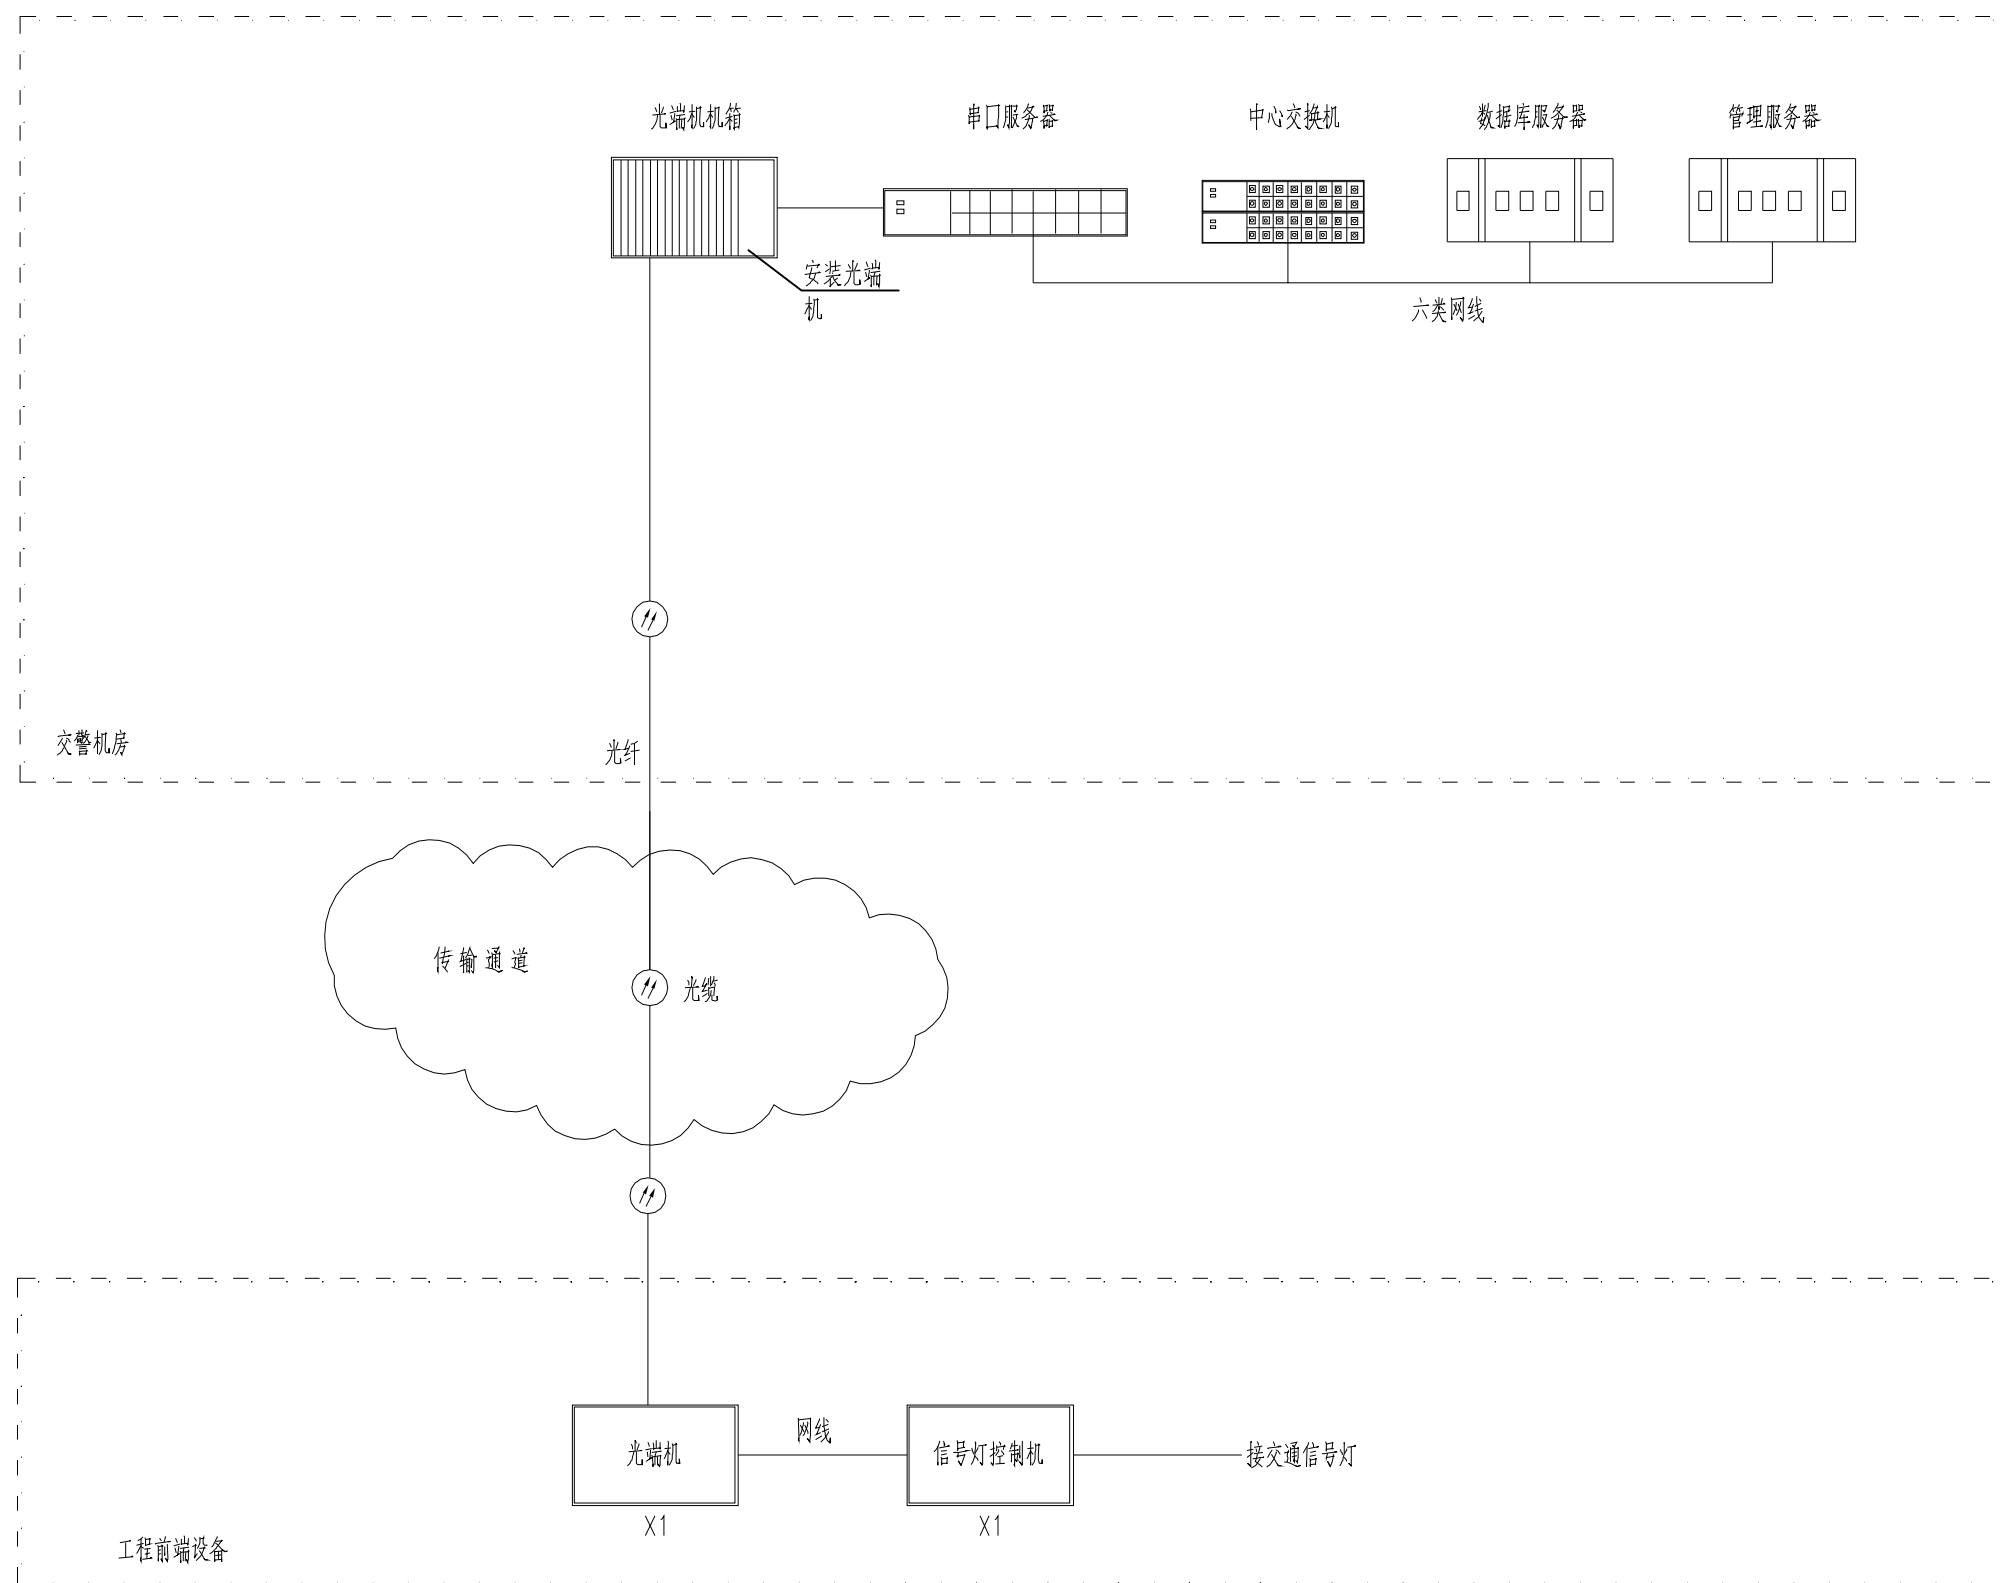 光端机机箱
串口服务器
中心交换机
数据库服务器
管理服务器
安装光端
机
六类网线
交警机房
光纤
传输通道
光缆
网线
光端机
信号灯控制机
接交通信号灯
X1
X1
工程前端设备